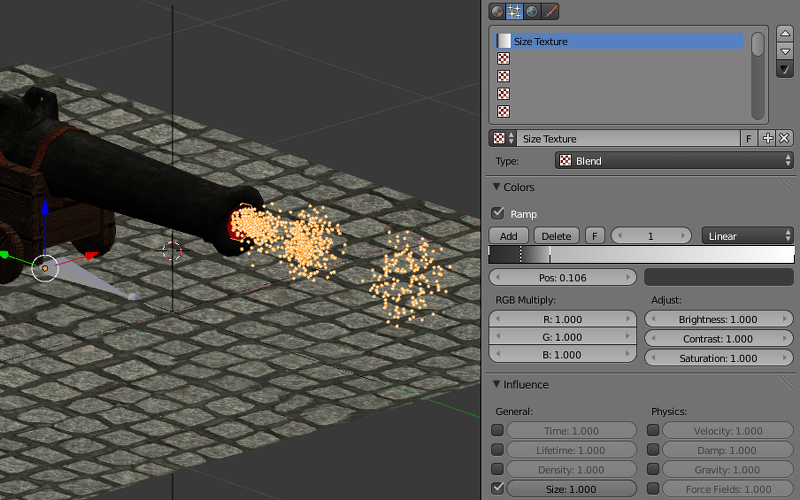 Size Texture
Size Texture F
Type: Blend
Colors
Ramp
Add Delete F 1 Linear
Pos: 0.106
RGB Multiply: Adjust:
R: 1.000 Brightness: 1.000
G: 1.000 Contrast: 1.000
B: 1.000 Saturation: 1.000
Influence
General: Physics:
Time: 1.000 Velocity: 1.000
Lifetime: 1.000 Damp: 1.000
Density: 1.000 Gravity: 1.000
Size: 1.000 Force Fields: 1.000